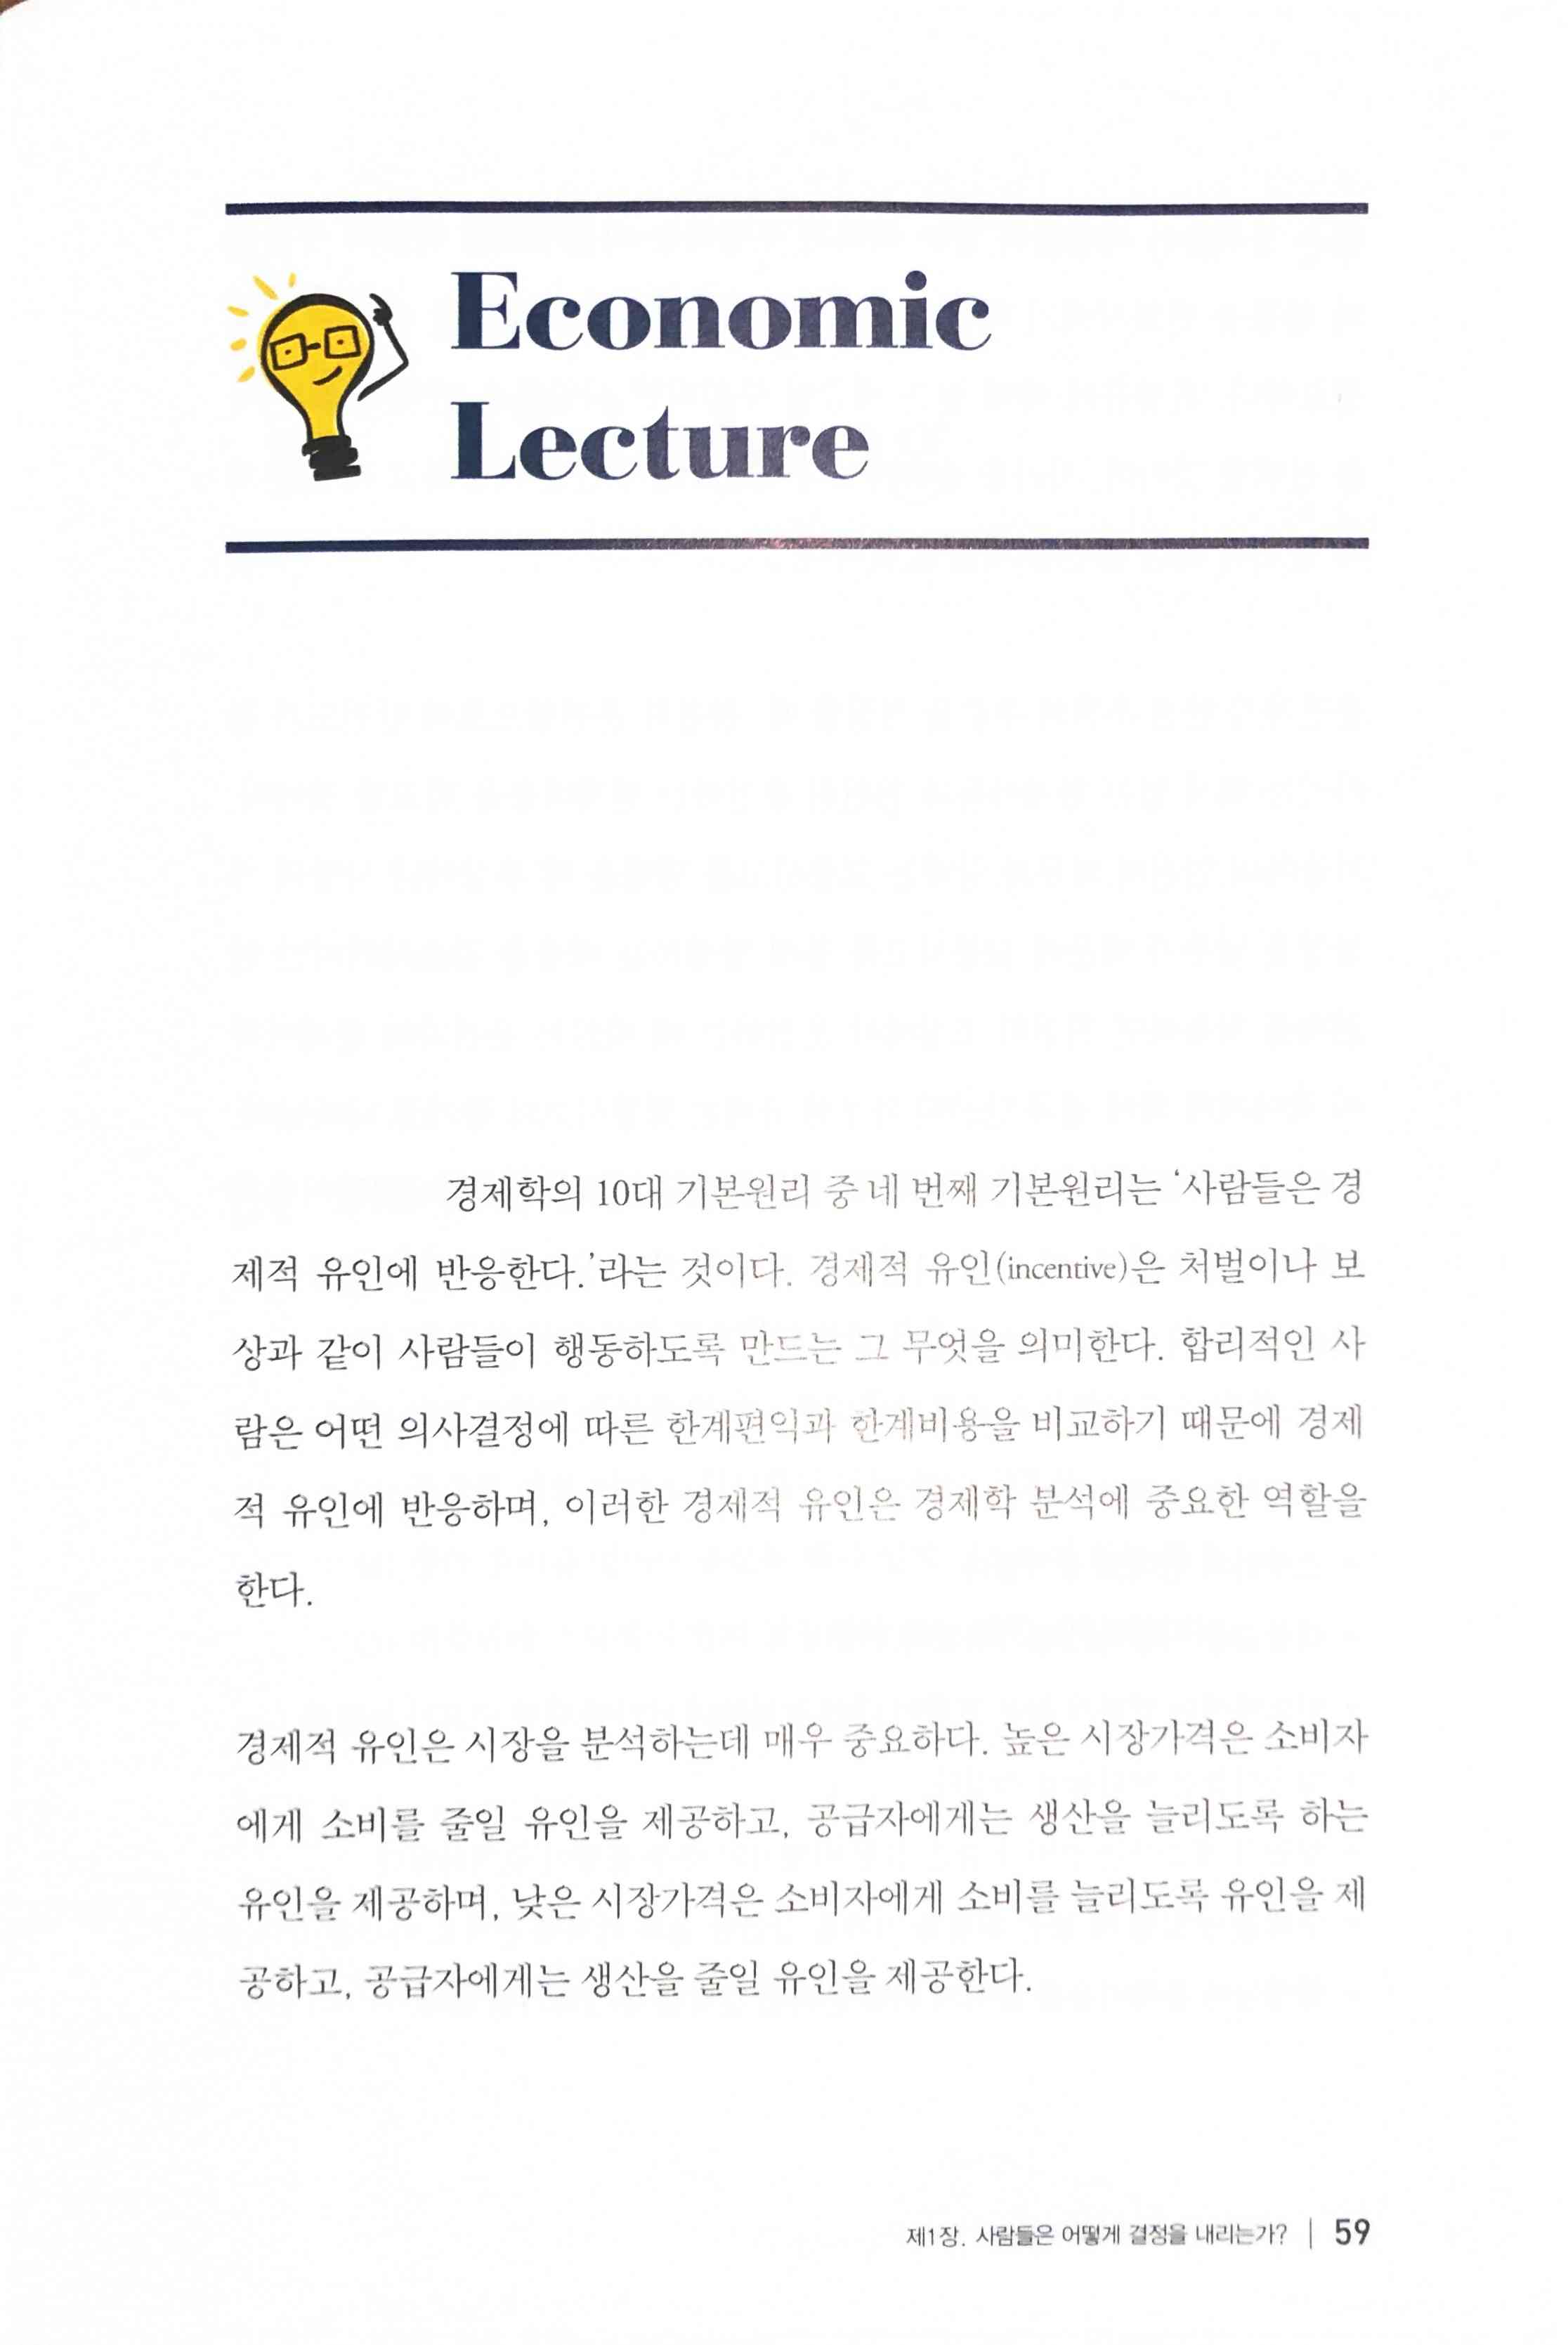 Economic
Lecture
경제학의 10대 기본원리 중 네 번째 기본원리는 ‘사람들은 경
제적 유인에 반응한다.’라는 것이다. 경제적 유인(incentive)은 처벌이나 보
상과 같이 사람들이 행동하도록 만드는 그 무엇을 의미한다. 합리적인 사
람은 어떤 의사결정에 따른 한계편익과 한계비용을 비교하기 때문에 경제
적 유인에 반응하며, 이러한 경제적 유인은 경제학 분석에 중요한 역할을
한다.
경제적 유인은 시장을 분석하는데 매우 중요하다. 높은 시장가격은 소비자
에게 소비를 줄일 유인을 제공하고, 공급자에게는 생산을 늘리도록 하는
유인을 제공하며, 낮은 시장가격은 소비자에게 소비를 늘리도록 유인을 제
공하고, 공급자에게는 생산을 줄일 유인을 제공한다.
제1장. 사람들은 어떻게 결정을 내리는가? | 59